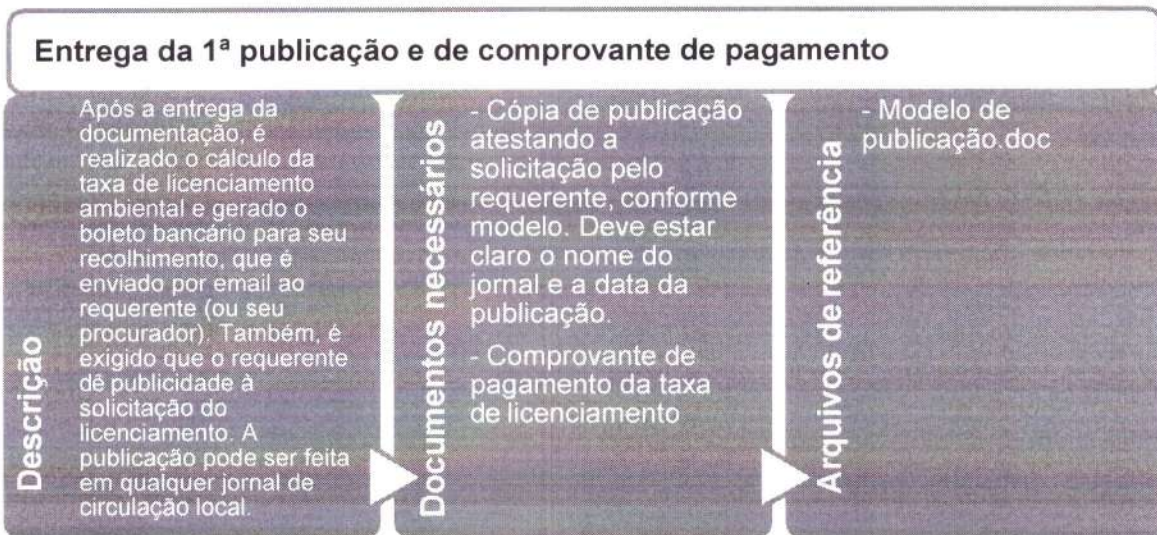 Entrega da 1ª publicação e de comprovante de pagamento
Descrição
Após a entrega da
documentação, é
realizado o cálculo da
taxa de licenciamento
ambiental e gerado o
boleto bancário para seu
recolhimento, que é
enviado por email ao
requerente (ou seu
procurador). Também, é
exigido que o requerente
dê publicidade à
solicitação do
licenciamento. A
publicação pode ser feita
em qualquer jornal de
circulação local.
Documentos necessários
- Cópia de publicação
atestando a
solicitação pelo
requerente, conforme
modelo. Deve estar
claro o nome do
jornal e a data da
publicação.
- Comprovante de
pagamento da taxa
de licenciamento
Arquivos de referência
- Modelo de
publicação.doc